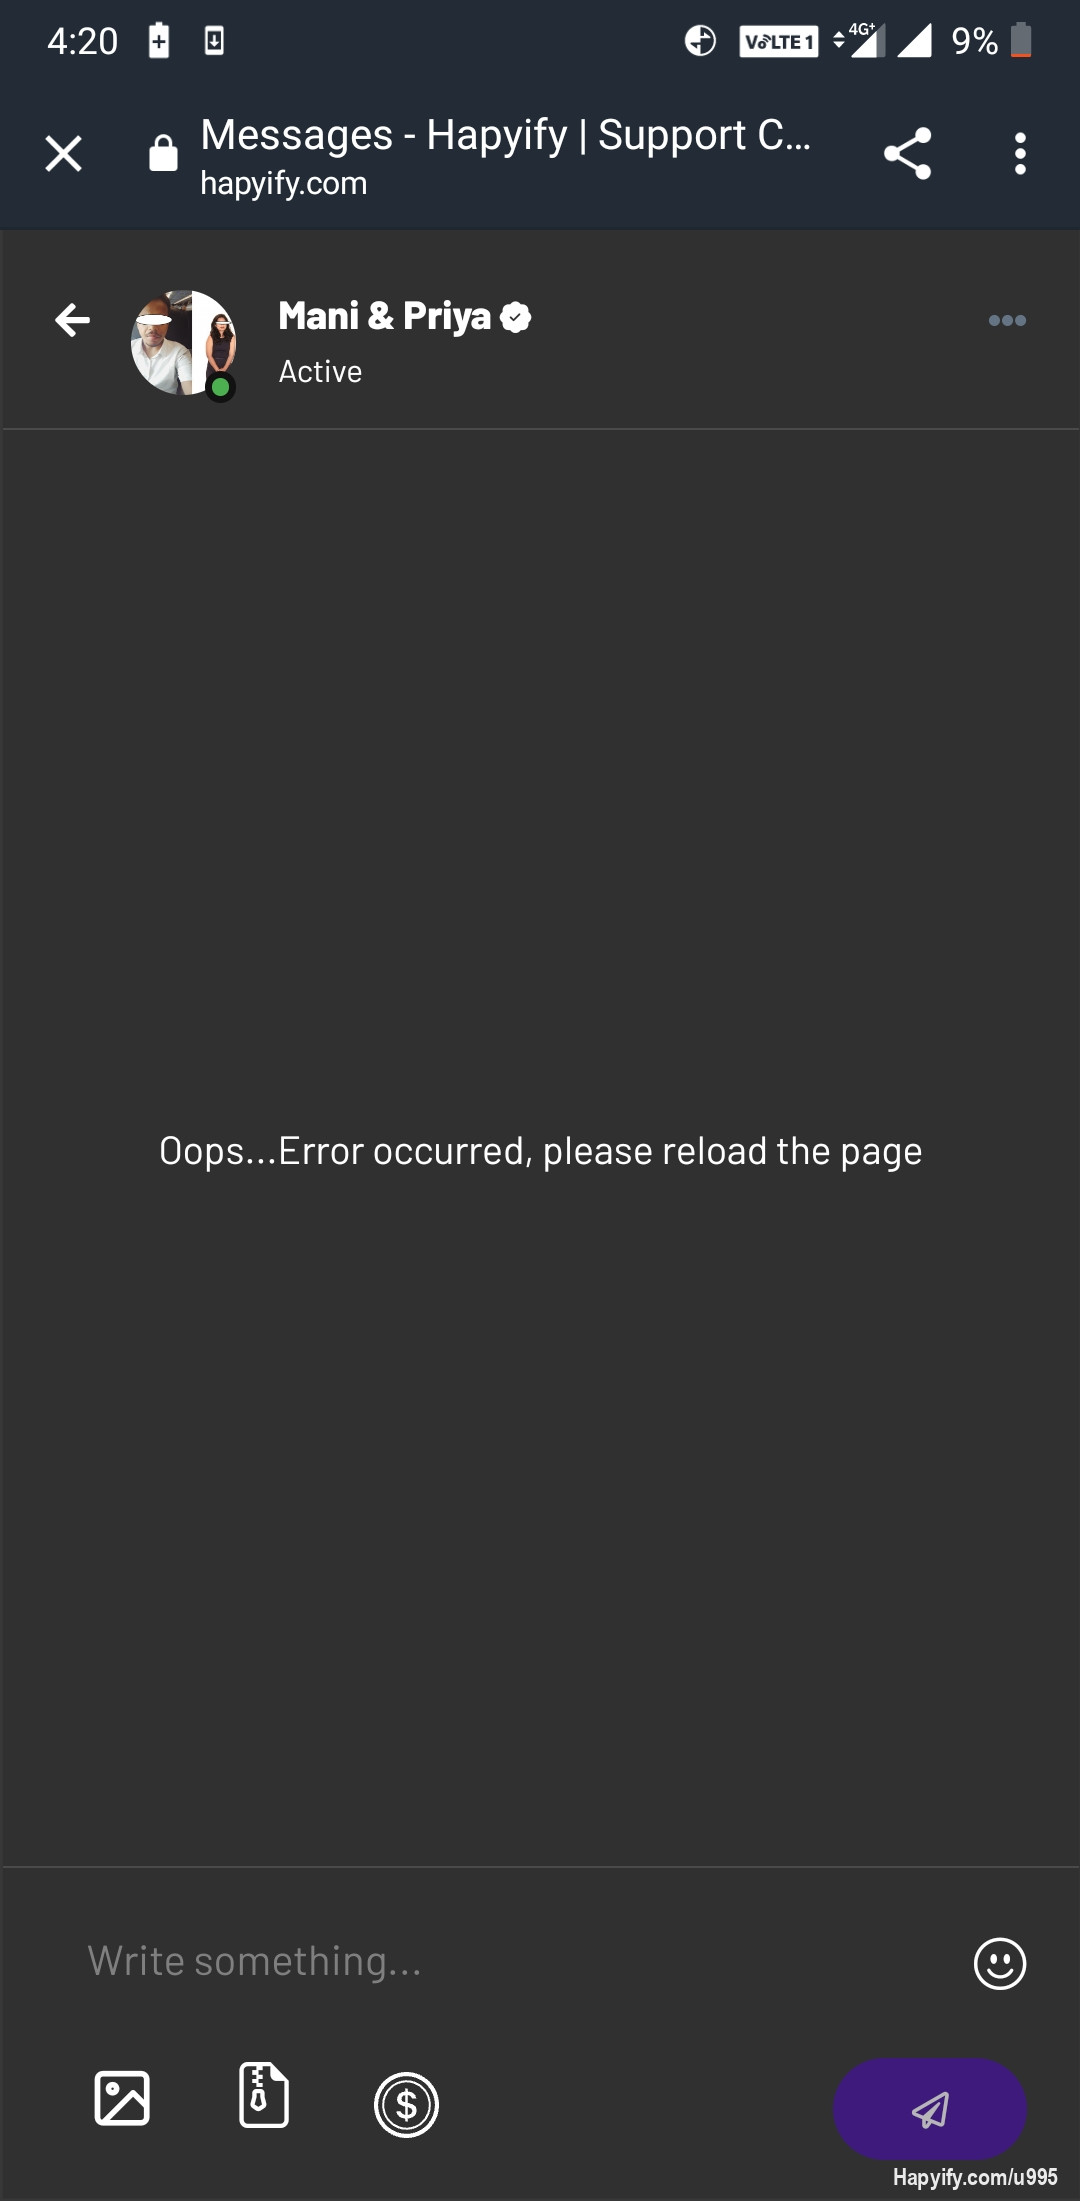 4:20
VoLTE 1
4G+
9%
Messages - Hapyify | Support C...
hapyify.com
Mani & Priya
Active
Oops...Error occurred, please reload the page
Write something...
$
Hapyify.com/u995